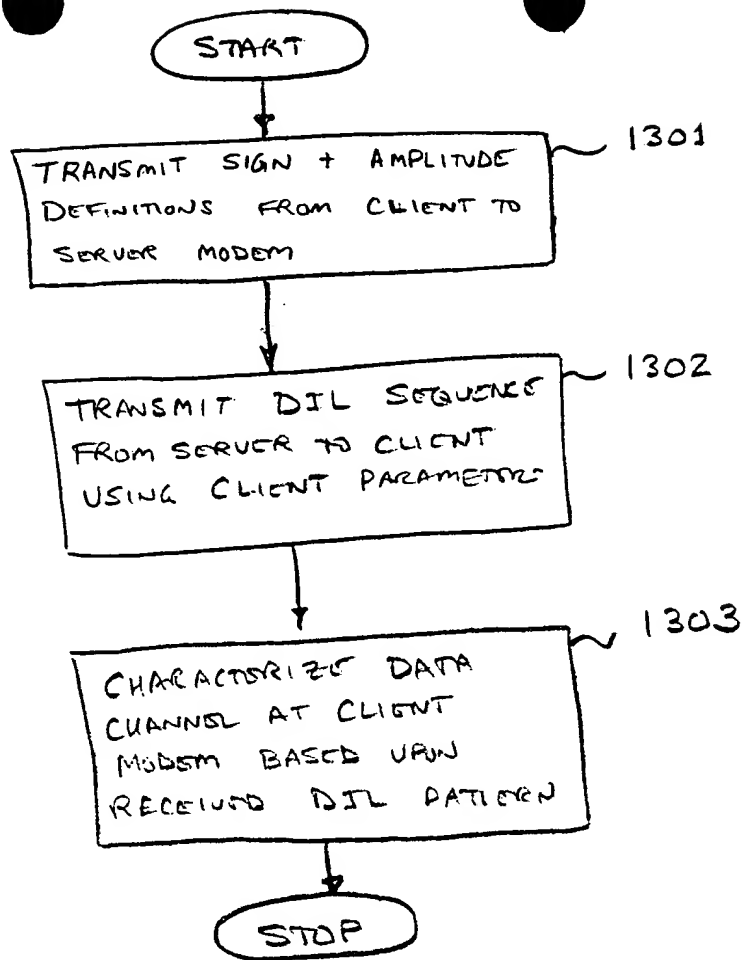 START
1301
TRANSMIT SIGN + AMPLITUDE
DEFINITIONS FROM CLIENT TO
SERVER MODEM
1302
TRANSMIT DIL SEQUENCE
FROM SERVER TO CLIENT
USING CLIENT PARAMETERS
1303
CHARACTERIZE DATA
CHANNEL AT CLIENT
MODEM BASED UPON
RECEIVED DIL PATTERN
STOP